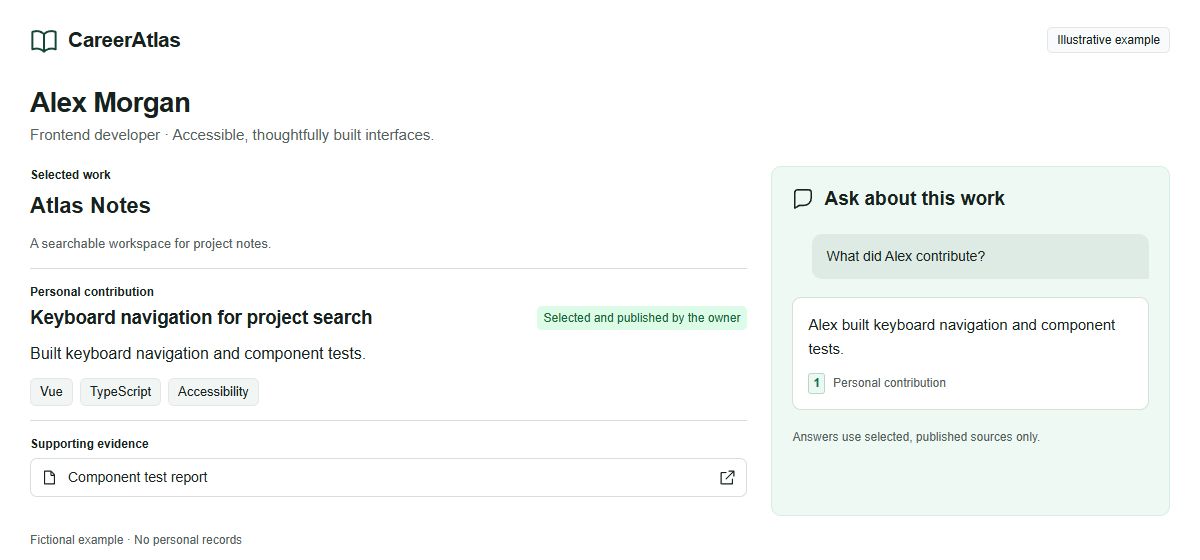 CareerAtlas
Illustrative example
Alex Morgan
Frontend developer · Accessible, thoughtfully built interfaces.
Selected work
Atlas Notes
A searchable workspace for project notes.
Personal contribution
Keyboard navigation for project search
Selected and published by the owner
Built keyboard navigation and component tests.
Vue
TypeScript
Accessibility
Supporting evidence
Component test report
Ask about this work
What did Alex contribute?
Alex built keyboard navigation and component
tests.
1 Personal contribution
Answers use selected, published sources only.
Fictional example · No personal records